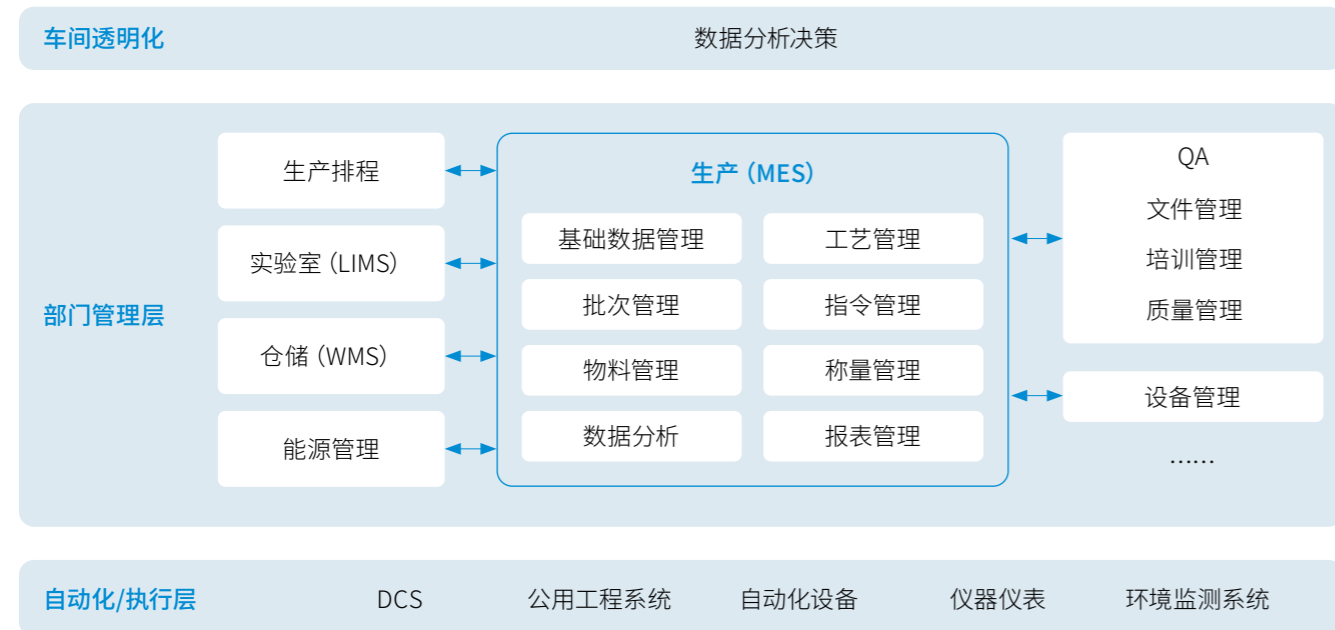 车间透明化
数据分析决策
部门管理层
生产排程
实验室（LIMS）
仓储（WMS）
能源管理
生产（MES）
基础数据管理
工艺管理
批次管理
指令管理
物料管理
称量管理
数据分析
报表管理
QA
文件管理
培训管理
质量管理
设备管理
……
自动化/执行层
DCS
公用工程系统
自动化设备
仪器仪表
环境监测系统